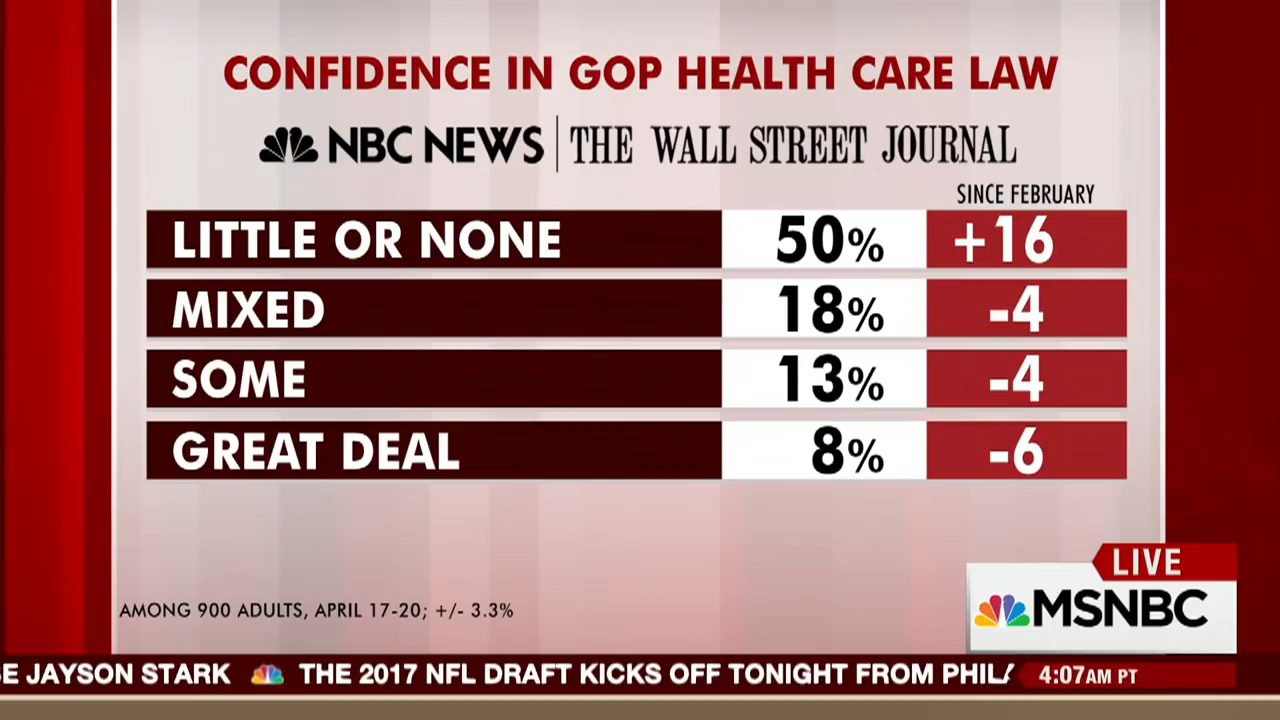 CONFIDENCE IN GOP HEALTH CARE LAW
NBC NEWS THE WALL STREET JOURNAL
SINCE FEBRUARY
LITTLE OR NONE 50% +16
MIXED 18% -4
SOME 13% -4
GREAT DEAL 8% -6
LIVE
MSNBC
AMONG 900 ADULTS, APRIL 17-20; +/- 3.3%
JAYSON STARK THE 2017 NFL DRAFT KICKS OFF TONIGHT FROM 4:07AM PT